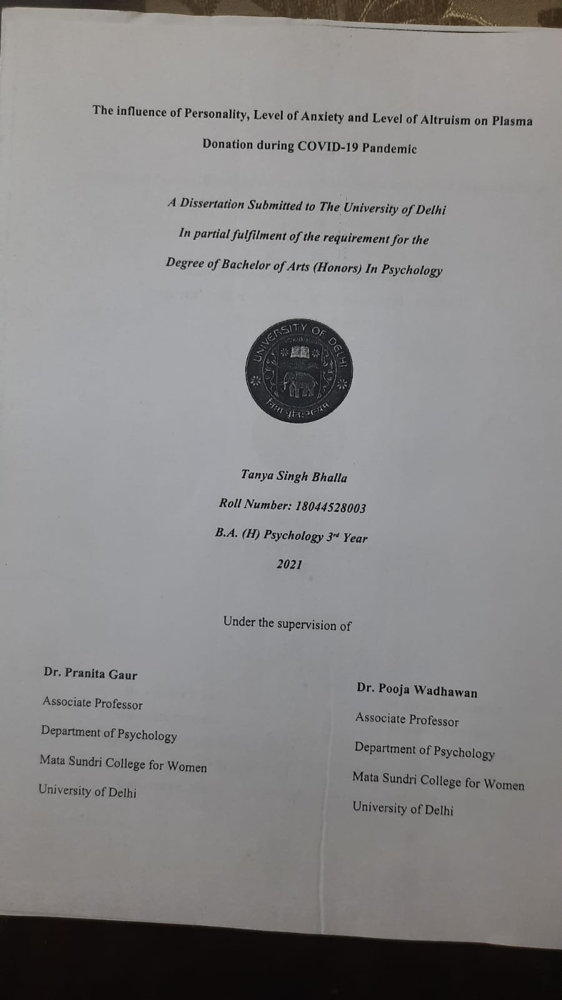 The influence of Personality, Level of Anxiety and Level of Altruism on Plasma
Donation during COVID-19 Pandemic
A Dissertation Submitted to The University of Delhi
In partial fulfilment of the requirement for the
Degree of Bachelor of Arts (Honors) In Psychology
UNIVERSITY OF DELHI
Tanya Singh Bhalla
Roll Number: 18044528003
B.A. (H) Psychology 3rd Year
2021
Under the supervision of
Dr. Pranita Gaur
Associate Professor
Department of Psychology
Mata Sundri College for Women
University of Delhi
Dr. Pooja Wadhawan
Associate Professor
Department of Psychology
Mata Sundri College for Women
University of Delhi